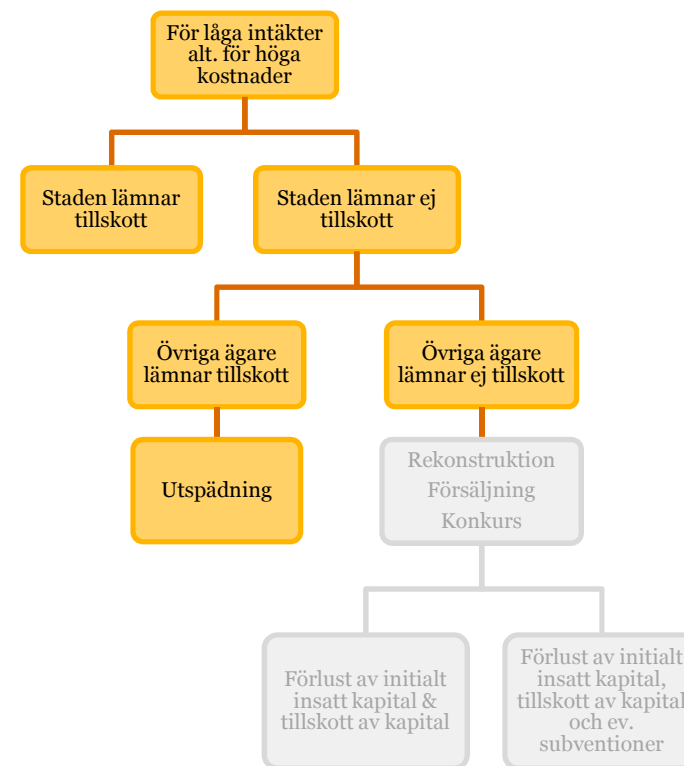 För låga intäkter
alt. för höga
kostnader
Staden lämnar
tillskott
Staden lämnar ej
tillskott
Övriga ägare
lämnar tillskott
Övriga ägare
lämnar ej tillskott
Utspädning
Rekonstruktion
Försäljning
Konkurs
Förlust av initialt
insatt kapital &
tillskott av kapital
Förlust av initialt
insatt kapital,
tillskott av kapital
och ev.
subventioner